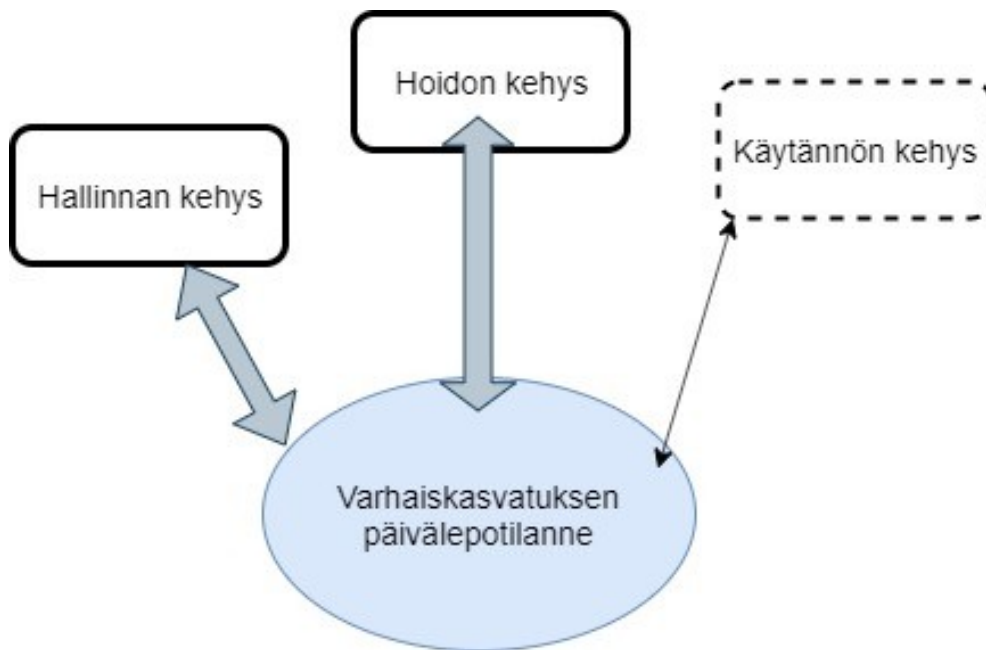 Hoidon kehys
Käytännön kehys
Hallinnan kehys
Varhaiskasvatuksen
päivälepotilanne